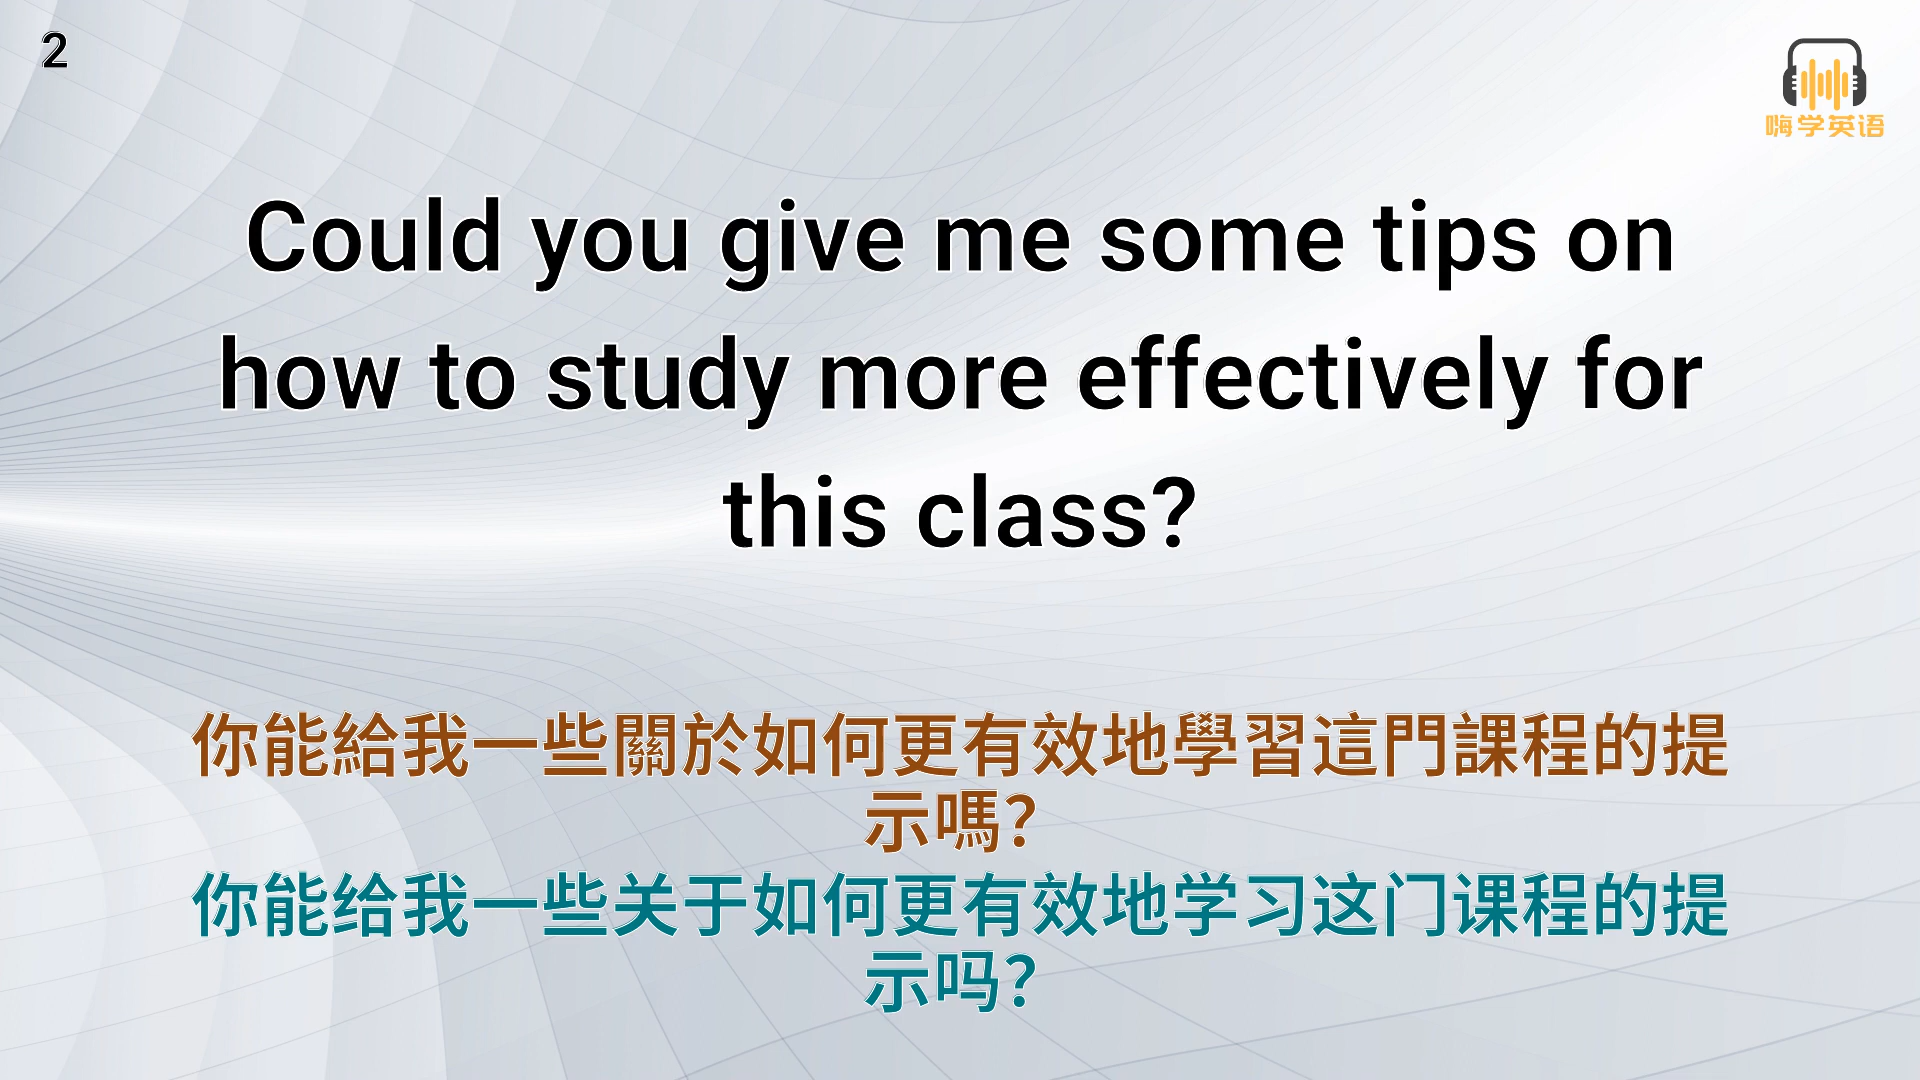 2
嗨学英语
Could you give me some tips on
how to study more effectively for
this class?
你能給我一些關於如何更有效地學習這門課程的提
示嗎?
你能给我一些关于如何更有效地学习这门课程的提
示吗?